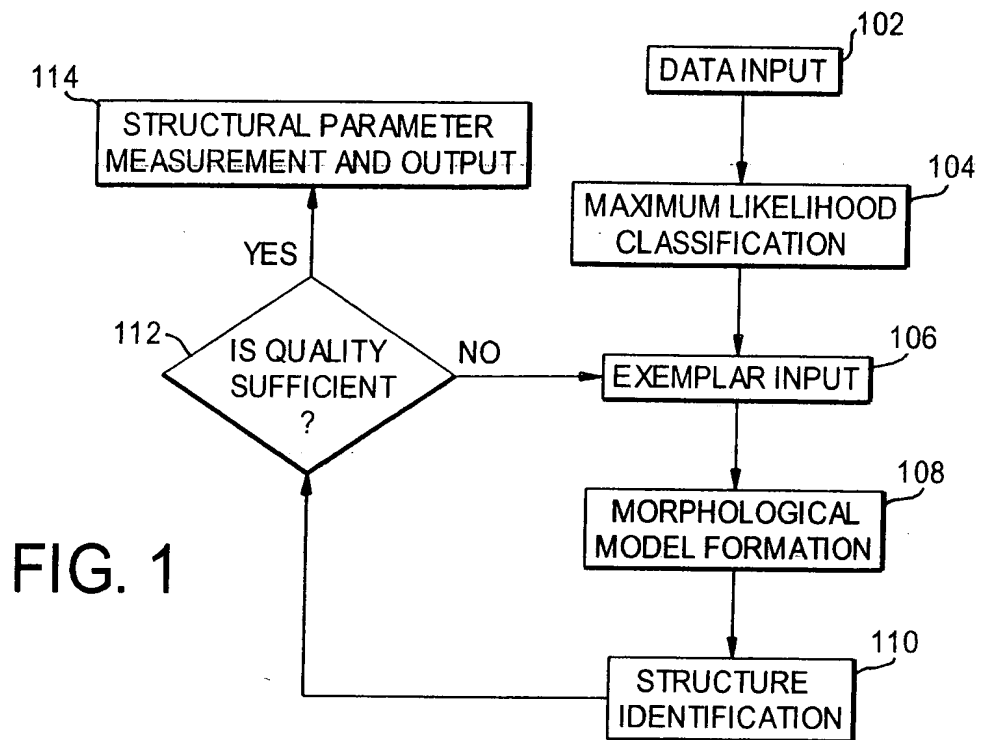 102
DATA INPUT
114
STRUCTURAL PARAMETER
MEASUREMENT AND OUTPUT
104
MAXIMUM LIKELIHOOD
CLASSIFICATION
YES
112
IS QUALITY
SUFFICIENT
?
NO
106
EXEMPLAR INPUT
108
MORPHOLOGICAL
MODEL FORMATION
FIG. 1
110
STRUCTURE
IDENTIFICATION